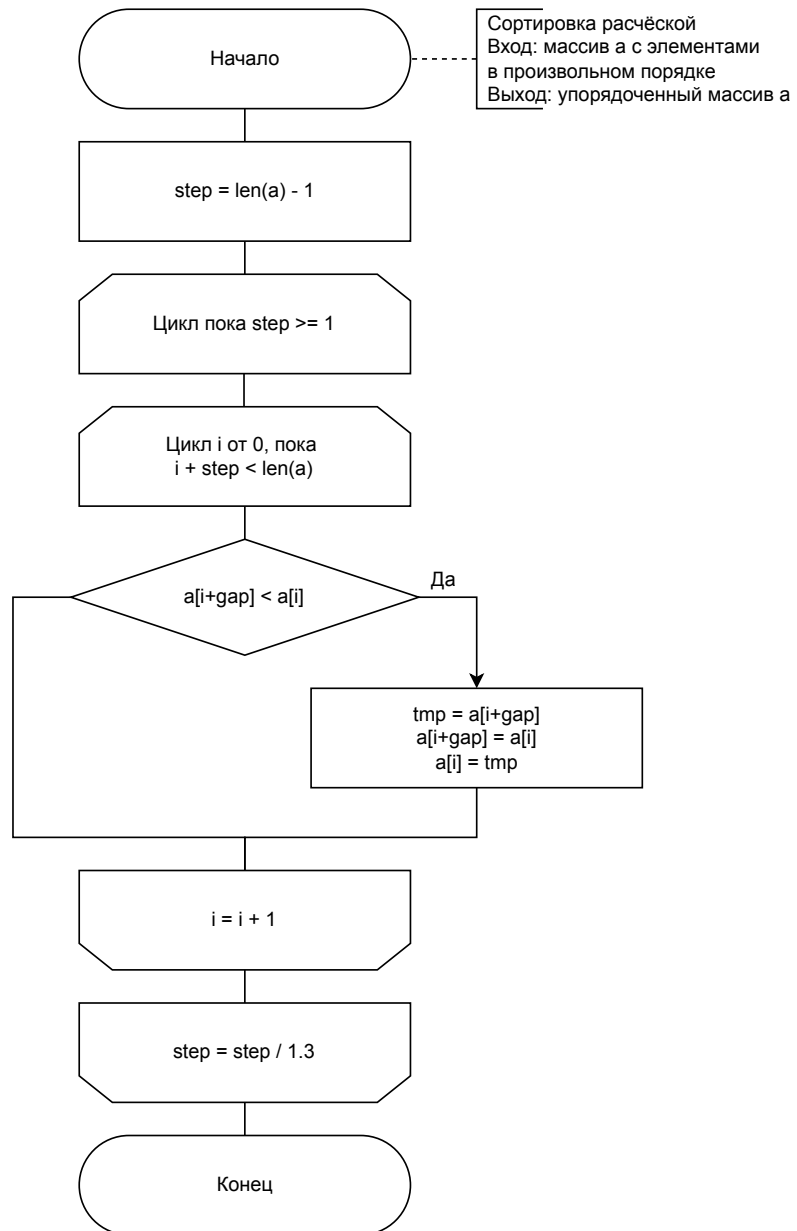 Начало
Сортировка расчёской
Вход: массив a с элементами
в произвольном порядке
Выход: упорядоченный массив a
step = len(a) - 1
Цикл пока step >= 1
Цикл i от 0, пока
i + step < len(a)
a[i+gap] < a[i]
Да
tmp = a[i+gap]
a[i+gap] = a[i]
a[i] = tmp
i = i + 1
step = step / 1.3
Конец